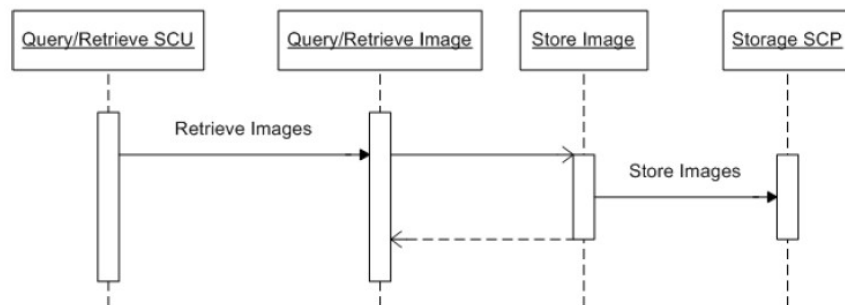 Query/Retrieve SCU
Query/Retrieve Image
Store Image
Storage SCP
Retrieve Images
Store Images